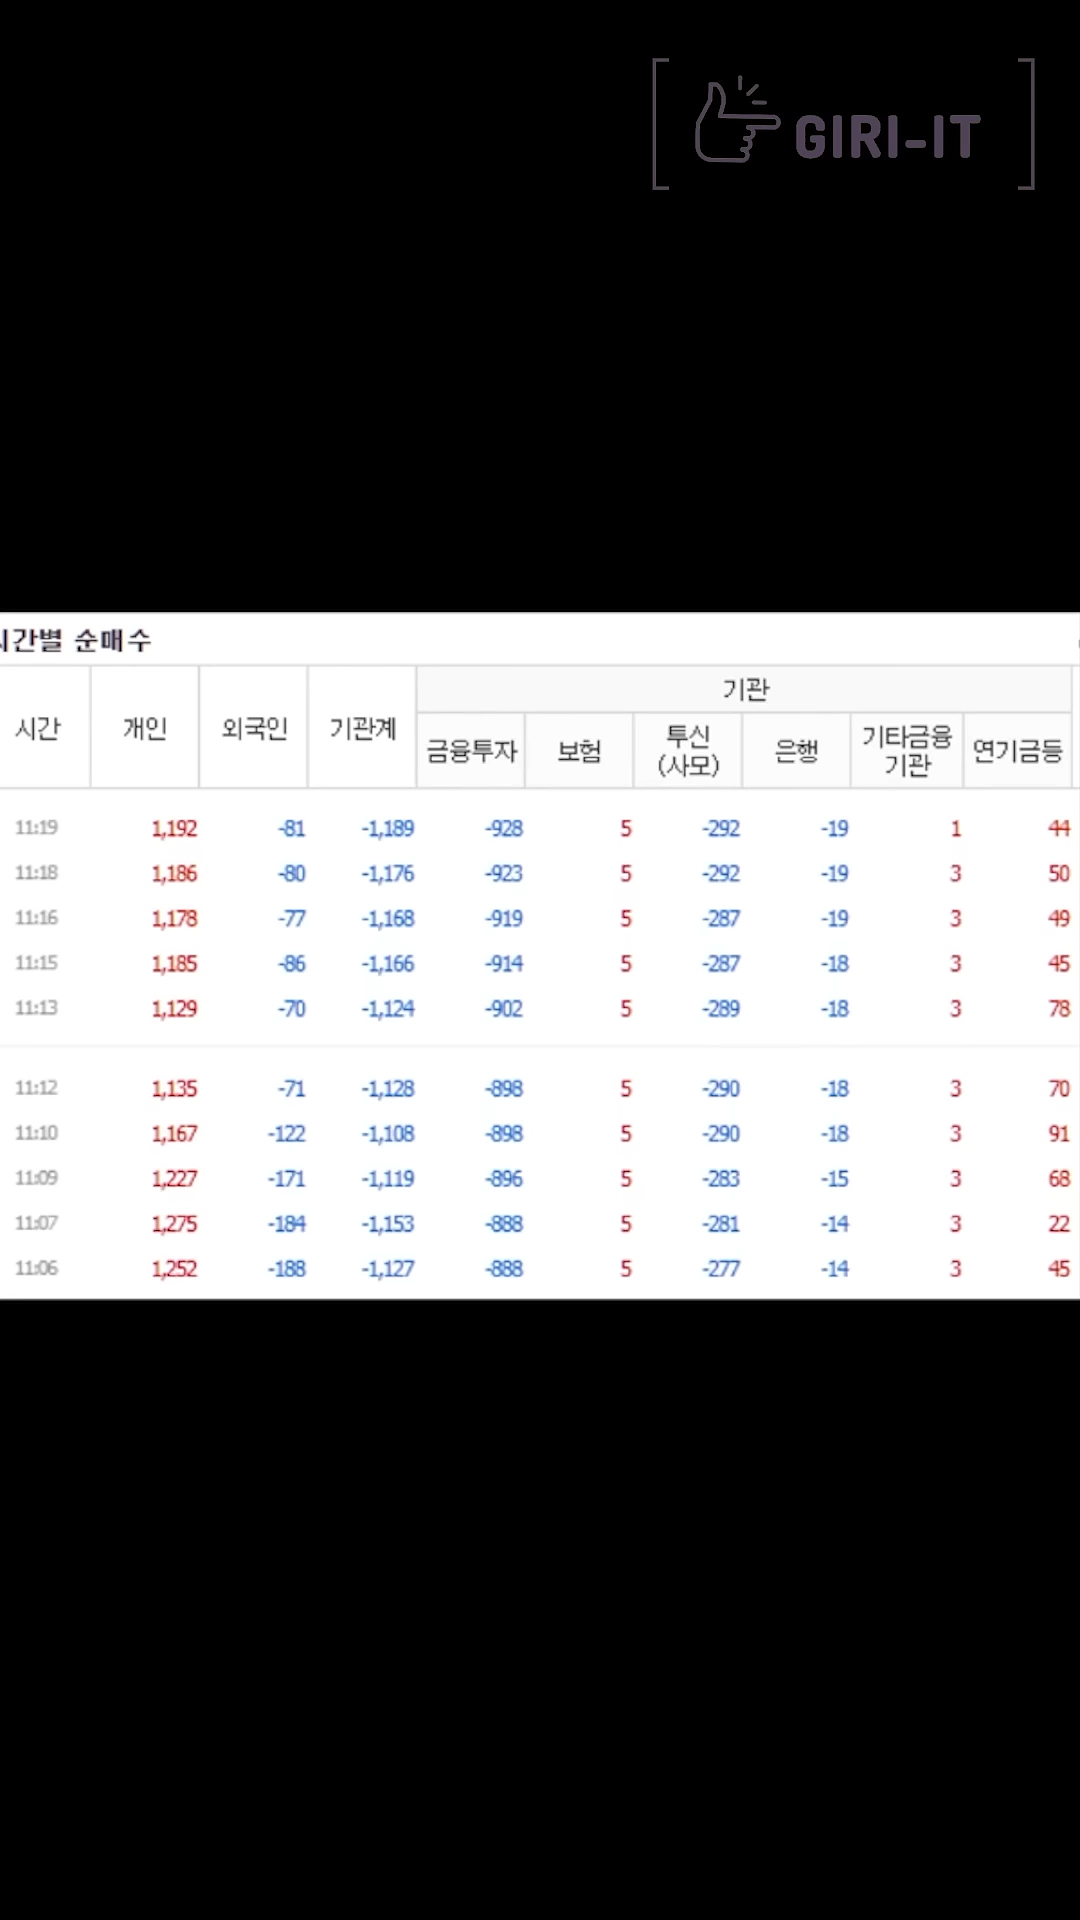 GIRI-IT
시간별 순매수
시간 개인 외국인 기관계 기관
금융투자 보험 투신(사모) 은행 기타금융기관 연기금등
11:19 1,192 -81 -1,189 -928 5 -292 -19 1 44
11:18 1,186 -80 -1,176 -923 5 -292 -19 3 50
11:16 1,178 -77 -1,168 -919 5 -287 -19 3 49
11:15 1,185 -86 -1,166 -914 5 -287 -18 3 45
11:13 1,129 -70 -1,124 -902 5 -289 -18 3 78
11:12 1,135 -71 -1,128 -898 5 -290 -18 3 70
11:10 1,167 -122 -1,108 -898 5 -290 -18 3 91
11:09 1,227 -171 -1,119 -896 5 -283 -15 3 68
11:07 1,275 -184 -1,153 -888 5 -281 -14 3 22
11:06 1,252 -188 -1,127 -888 5 -277 -14 3 45